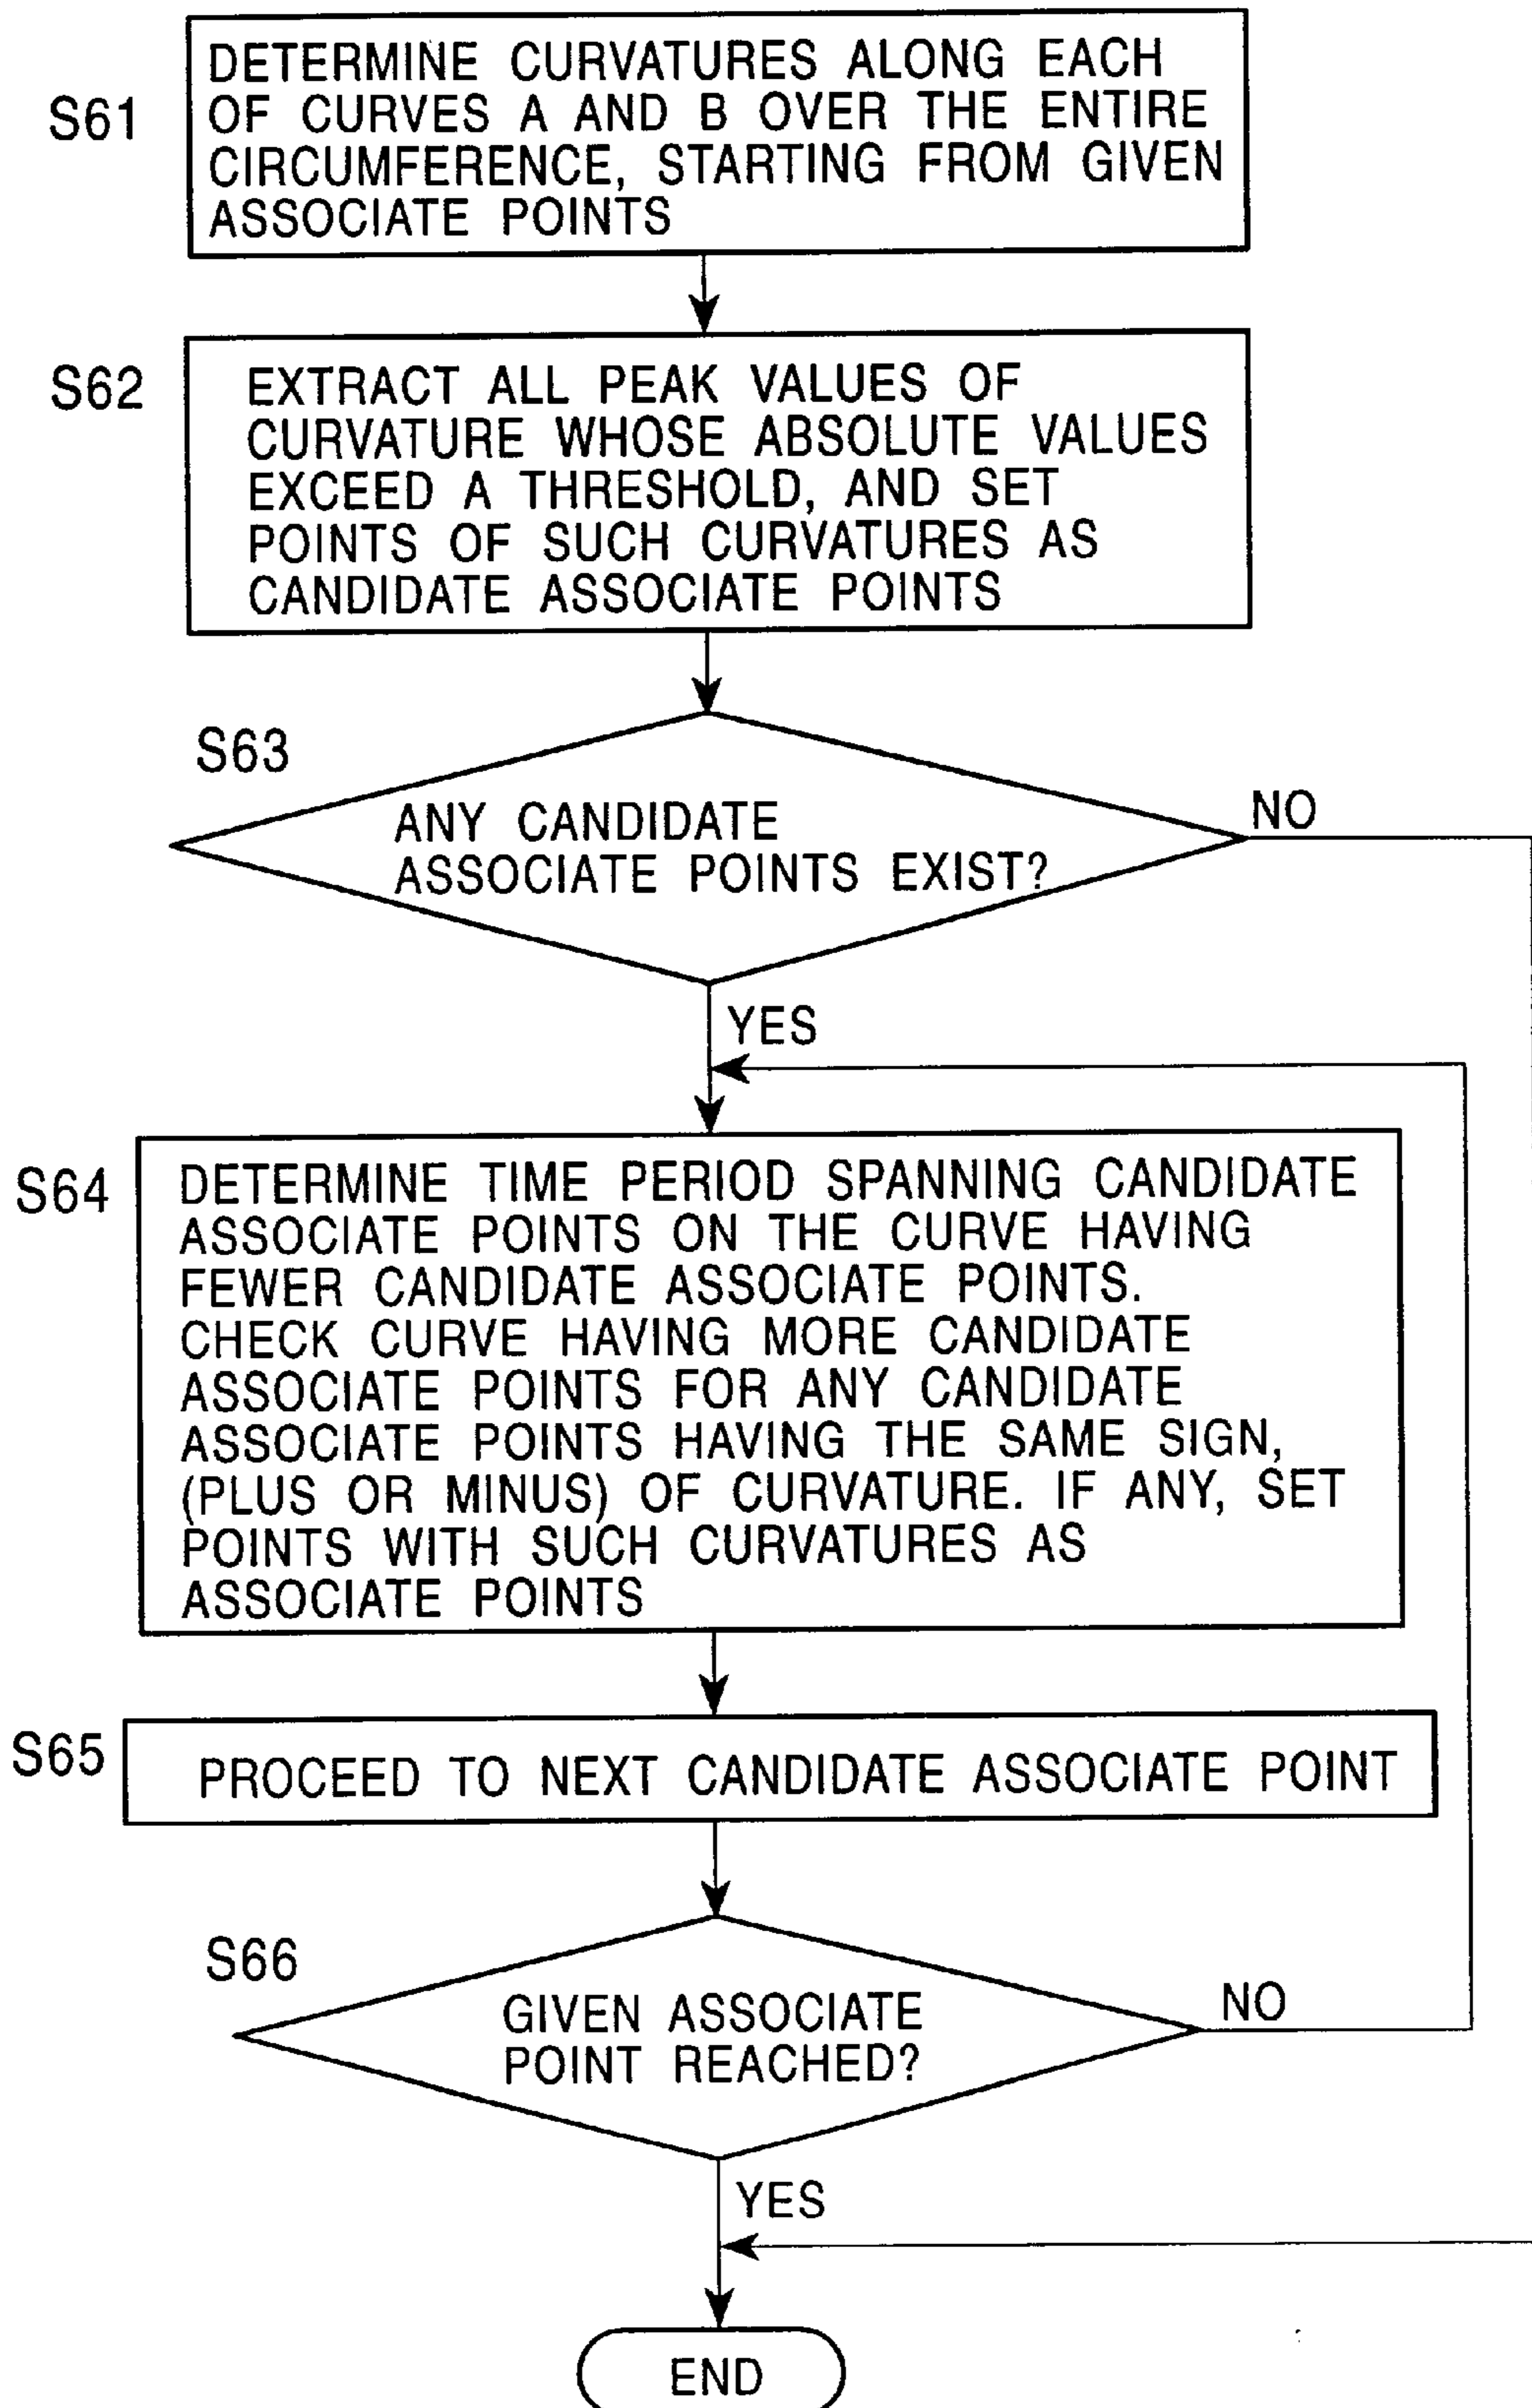 S61
DETERMINE CURVATURES ALONG EACH
OF CURVES A AND B OVER THE ENTIRE
CIRCUMFERENCE, STARTING FROM GIVEN
ASSOCIATE POINTS
S62
EXTRACT ALL PEAK VALUES OF
CURVATURE WHOSE ABSOLUTE VALUES
EXCEED A THRESHOLD, AND SET
POINTS OF SUCH CURVATURES AS
CANDIDATE ASSOCIATE POINTS
S63
ANY CANDIDATE
ASSOCIATE POINTS EXIST?
NO
YES
S64
DETERMINE TIME PERIOD SPANNING CANDIDATE
ASSOCIATE POINTS ON THE CURVE HAVING
FEWER CANDIDATE ASSOCIATE POINTS.
CHECK CURVE HAVING MORE CANDIDATE
ASSOCIATE POINTS FOR ANY CANDIDATE
ASSOCIATE POINTS HAVING THE SAME SIGN,
(PLUS OR MINUS) OF CURVATURE. IF ANY, SET
POINTS WITH SUCH CURVATURES AS
ASSOCIATE POINTS
S65
PROCEED TO NEXT CANDIDATE ASSOCIATE POINT
S66
GIVEN ASSOCIATE
POINT REACHED?
NO
YES
END